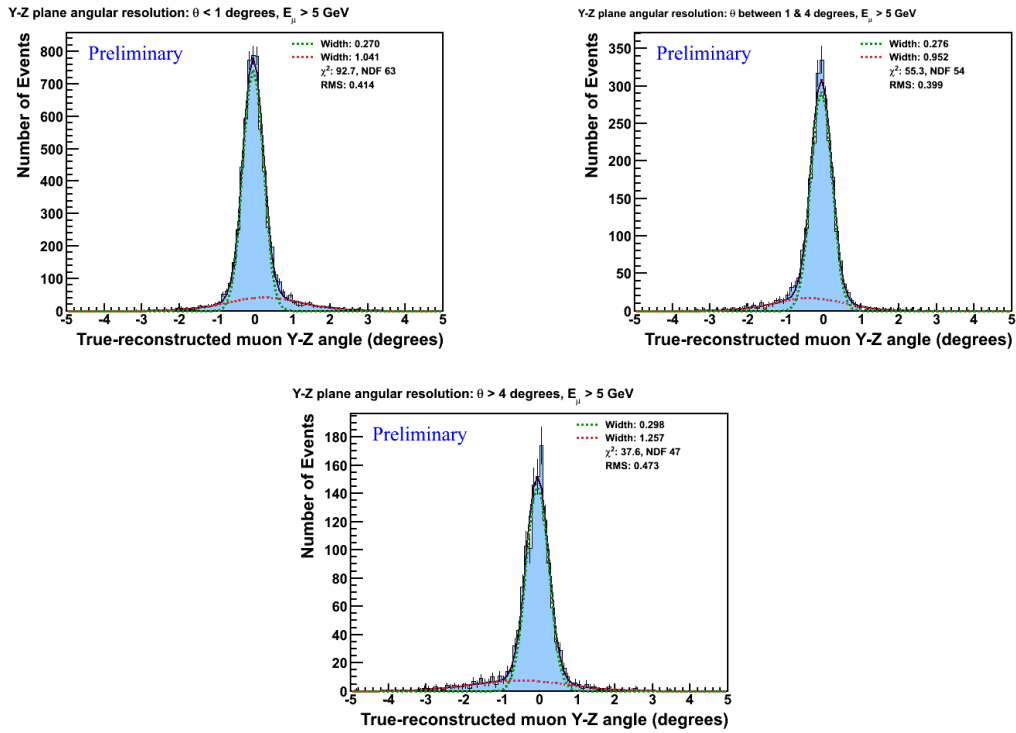 Y-Z plane angular resolution: θ < 1 degrees, E_μ > 5 GeV
Preliminary
Width: 0.270
Width: 1.041
χ²: 92.7, NDF 63
RMS: 0.414
Number of Events
800
700
600
500
400
300
200
100
0
-5 -4 -3 -2 -1 0 1 2 3 4 5
True-reconstructed muon Y-Z angle (degrees)
Y-Z plane angular resolution: θ between 1 & 4 degrees, E_μ > 5 GeV
Preliminary
Width: 0.276
Width: 0.952
χ²: 55.3, NDF 54
RMS: 0.399
Number of Events
350
300
250
200
150
100
50
0
-5 -4 -3 -2 -1 0 1 2 3 4 5
True-reconstructed muon Y-Z angle (degrees)
Y-Z plane angular resolution: θ > 4 degrees, E_μ > 5 GeV
Preliminary
Width: 0.298
Width: 1.257
χ²: 37.6, NDF 47
RMS: 0.473
Number of Events
180
160
140
120
100
80
60
40
20
0
-5 -4 -3 -2 -1 0 1 2 3 4 5
True-reconstructed muon Y-Z angle (degrees)